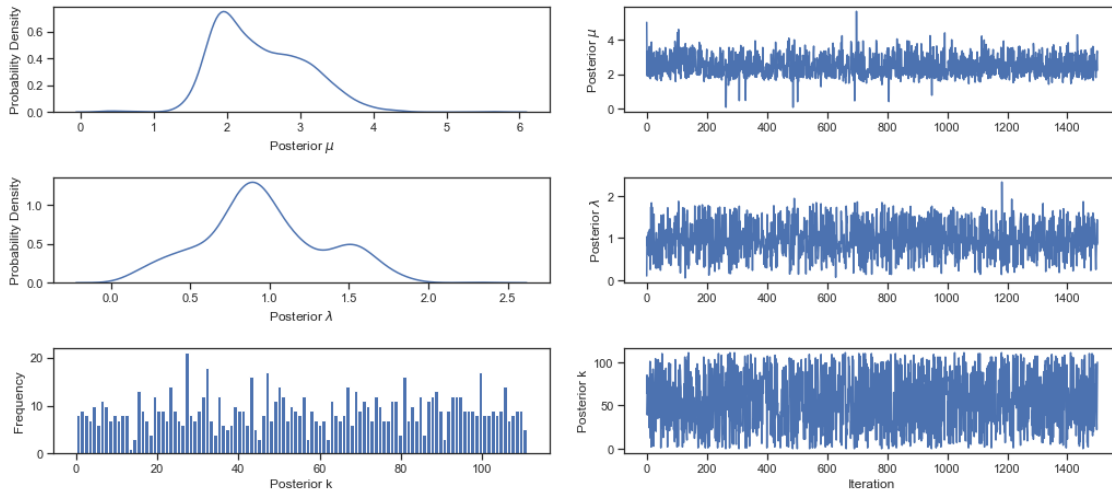 Probability Density
0.6
0.4
0.2
0.0
0 1 2 3 4 5 6
Posterior μ
Posterior μ
4
2
0
0 200 400 600 800 1000 1200 1400
Probability Density
1.0
0.5
0.0
0.0 0.5 1.0 1.5 2.0 2.5
Posterior λ
Posterior λ
2
1
0
0 200 400 600 800 1000 1200 1400
Frequency
20
10
0
0 20 40 60 80 100
Posterior k
Posterior k
100
50
0
0 200 400 600 800 1000 1200 1400
Iteration